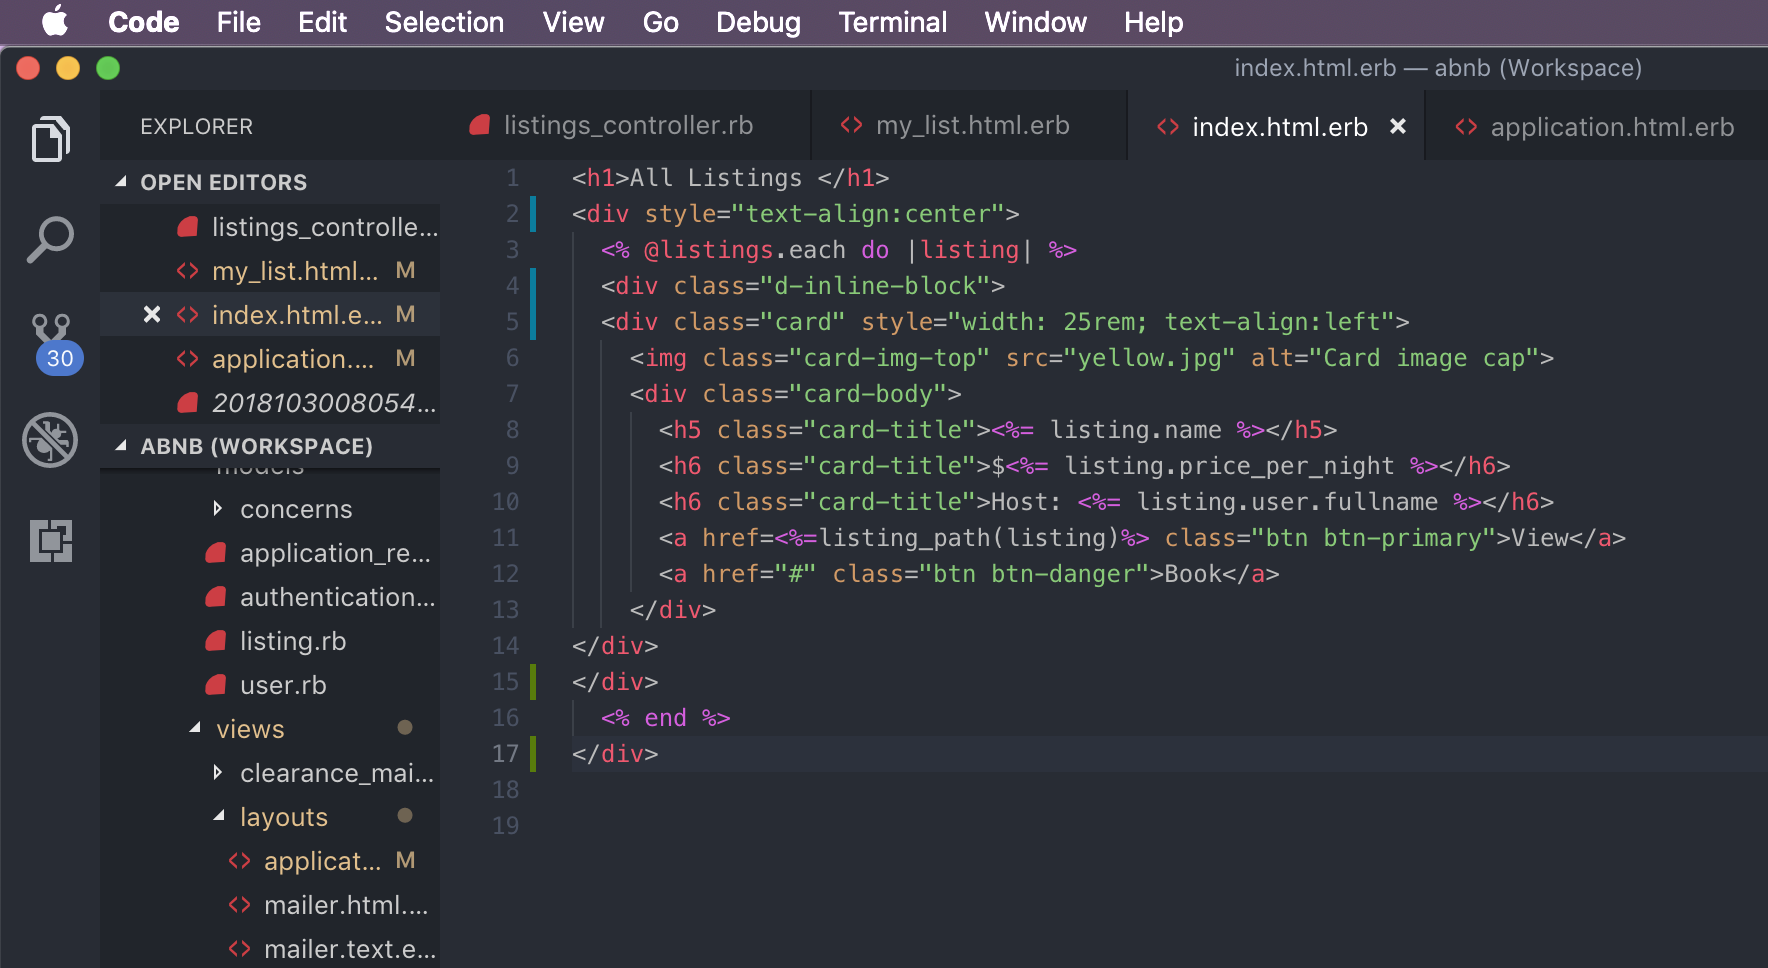 Code File Edit Selection View Go Debug Terminal Window Help
index.html.erb — abnb (Workspace)
EXPLORER
listings_controller.rb
my_list.html.erb
index.html.erb
application.html.erb
OPEN EDITORS
listings_controlle...
my_list.html... M
index.html.e... M
30
application.... M
2018103008054...
ABNB (WORKSPACE)
models
concerns
application_re...
authentication...
listing.rb
user.rb
views
clearance_mai...
layouts
applicat... M
mailer.html....
mailer.text.e...
1 <h1>All Listings </h1>
2 <div style="text-align:center">
3 <% @listings.each do |listing| %>
4 <div class="d-inline-block">
5 <div class="card" style="width: 25rem; text-align:left">
6 <img class="card-img-top" src="yellow.jpg" alt="Card image cap">
7 <div class="card-body">
8 <h5 class="card-title"><%= listing.name %></h5>
9 <h6 class="card-title">$<%= listing.price_per_night %></h6>
10 <h6 class="card-title">Host: <%= listing.user.fullname %></h6>
11 <a href=<%=listing_path(listing)%> class="btn btn-primary">View</a>
12 <a href="#" class="btn btn-danger">Book</a>
13 </div>
14 </div>
15 </div>
16 <% end %>
17 </div>
18
19